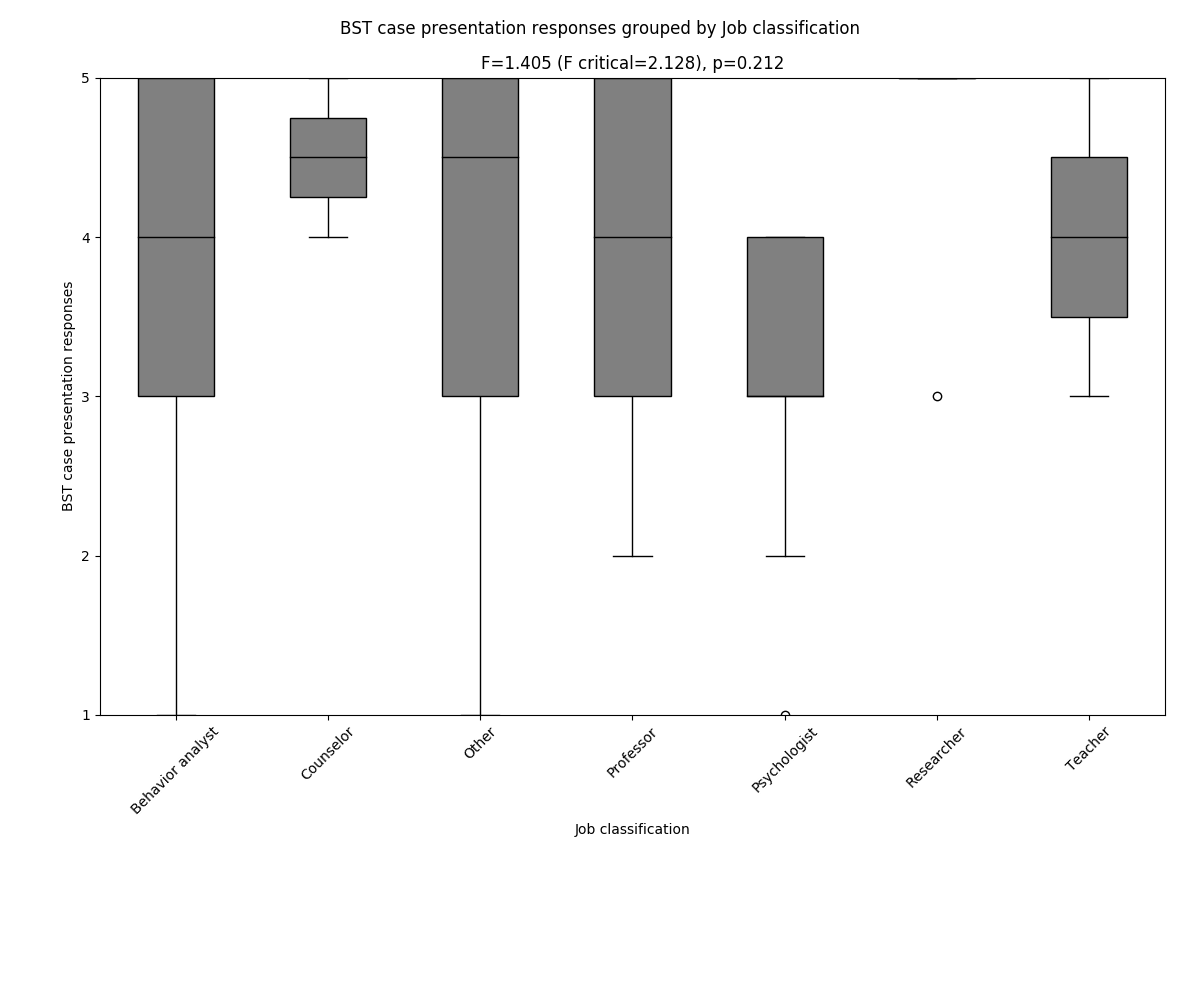 BST case presentation responses grouped by Job classification
F=1.405 (F critical=2.128), p=0.212
5
4
3
2
1
BST case presentation responses
Behavior analyst
Counselor
Other
Professor
Psychologist
Researcher
Teacher
Job classification